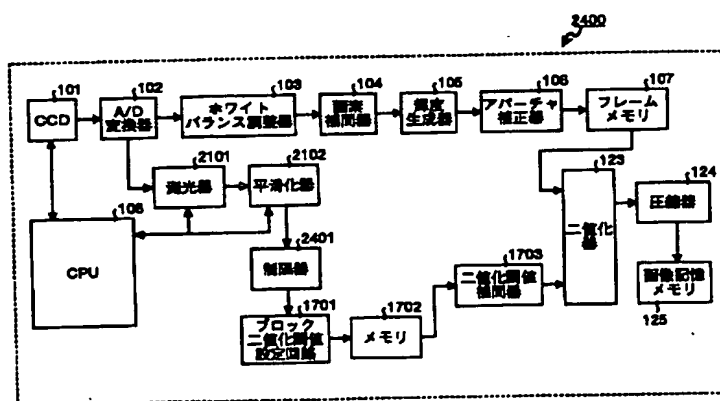 2400
101
CCD
102
A/D
変換器
103
ホワイト
バランス調整器
104
画素
補間器
105
輝度
生成器
106
アパーチャ
補正器
107
フレーム
メモリ
2101
測光器
2102
平滑化器
123
二値化
器
124
圧縮器
106
CPU
2401
制限器
1703
二値化閾値
補間器
画像記憶
メモリ
125
1701
ブロック
二値化閾値
設定回路
1702
メモリ